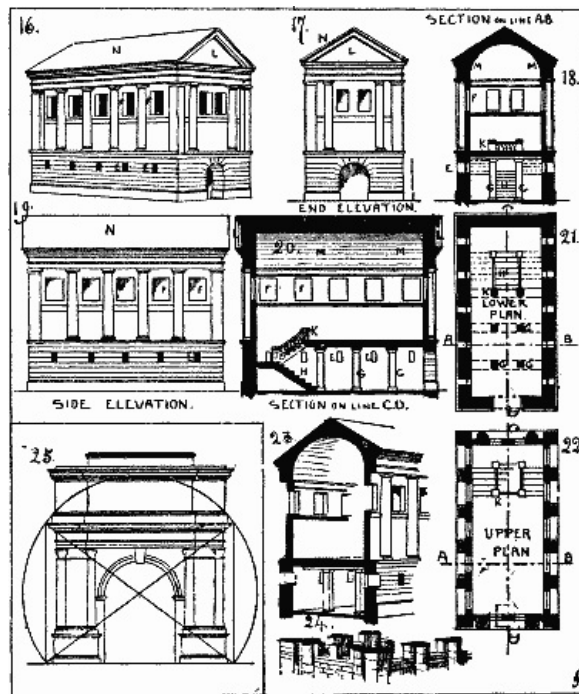 16.
N
L
17.
N
L
SECTION ON LINE A.B.
M M
18.
F
K
E
G H G
END ELEVATION.
19.
N
F F
SIDE ELEVATION.
20.
M M
F F
K
E E E
H G G
SECTION ON LINE C.D.
C
21.
H
K
LOWER
PLAN.
A B
G
D
22
K
UPPER
PLAN
A B
D
23.
24.
25.